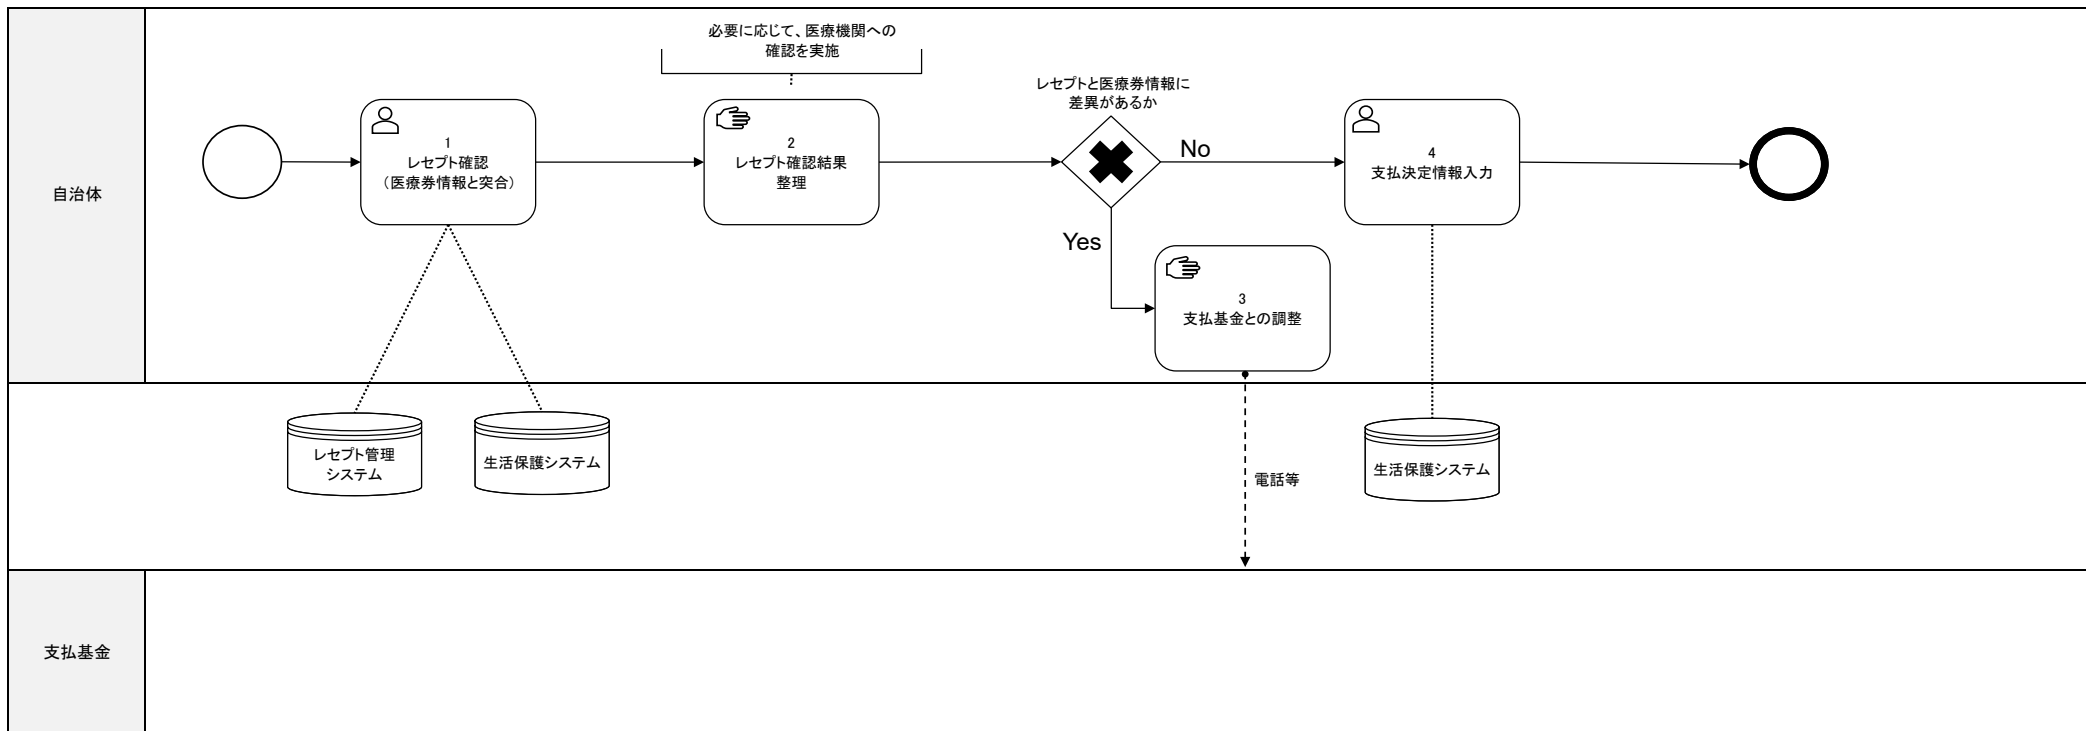 自治体
必要に応じて、医療機関への
確認を実施
1
レセプト確認
（医療券情報と突合）
2
レセプト確認結果
整理
レセプトと医療券情報に
差異があるか
No
Yes
3
支払基金との調整
4
支払決定情報入力
レセプト管理
システム
生活保護システム
電話等
生活保護システム
支払基金